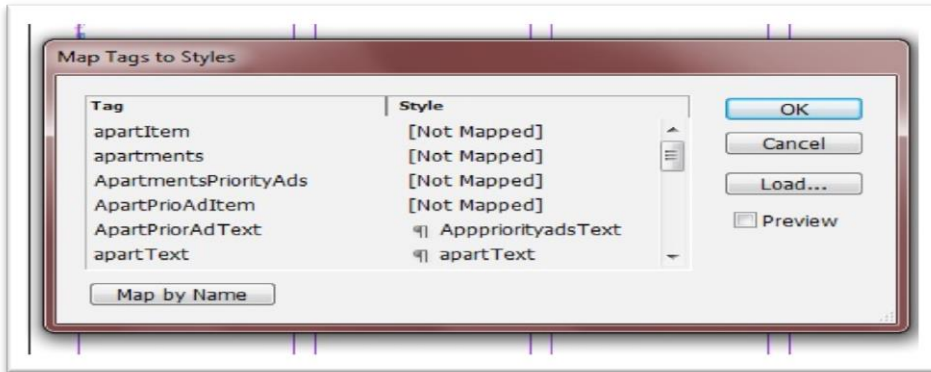 Map Tags to Styles
Tag Style
apartItem [Not Mapped]
apartments [Not Mapped]
ApartmentsPriorityAds [Not Mapped]
ApartPrioAdItem [Not Mapped]
ApartPriorAdText ¶ AppprioirityadsText
apartText ¶ apartText
Map by Name
OK
Cancel
Load...
Preview